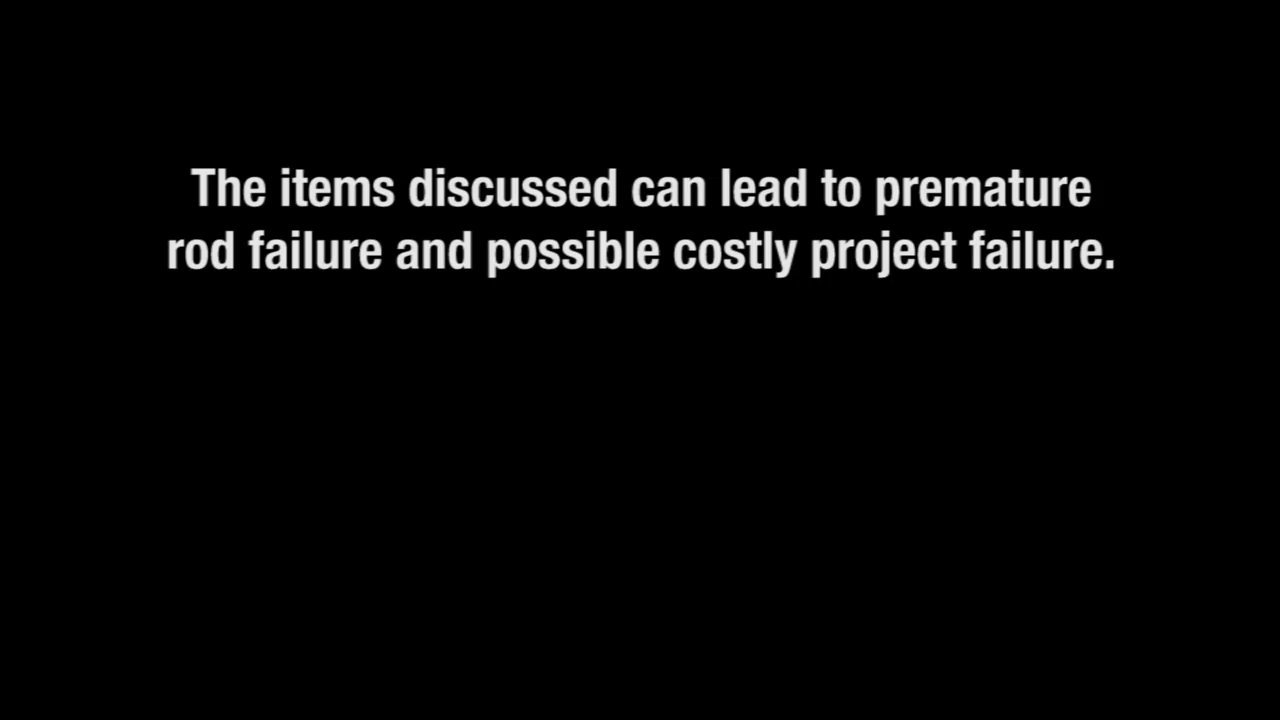 The items discussed can lead to premature
rod failure and possible costly project failure.